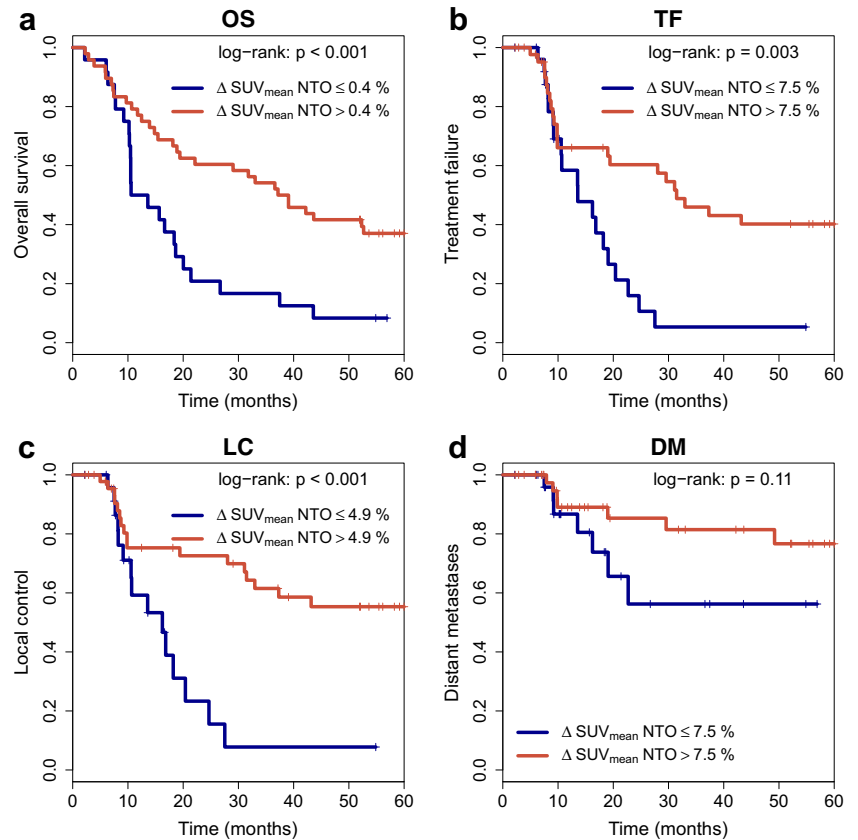 a
OS
log−rank: p < 0.001
Δ SUVmean NTO ≤ 0.4 %
Δ SUVmean NTO > 0.4 %
Overall survival
0.0 0.2 0.4 0.6 0.8 1.0
0 10 20 30 40 50 60
Time (months)
b
TF
log−rank: p = 0.003
Δ SUVmean NTO ≤ 7.5 %
Δ SUVmean NTO > 7.5 %
Treatment failure
0.0 0.2 0.4 0.6 0.8 1.0
0 10 20 30 40 50 60
Time (months)
c
LC
log−rank: p < 0.001
Δ SUVmean NTO ≤ 4.9 %
Δ SUVmean NTO > 4.9 %
Local control
0.0 0.2 0.4 0.6 0.8 1.0
0 10 20 30 40 50 60
Time (months)
d
DM
log−rank: p = 0.11
Δ SUVmean NTO ≤ 7.5 %
Δ SUVmean NTO > 7.5 %
Distant metastases
0.0 0.2 0.4 0.6 0.8 1.0
0 10 20 30 40 50 60
Time (months)